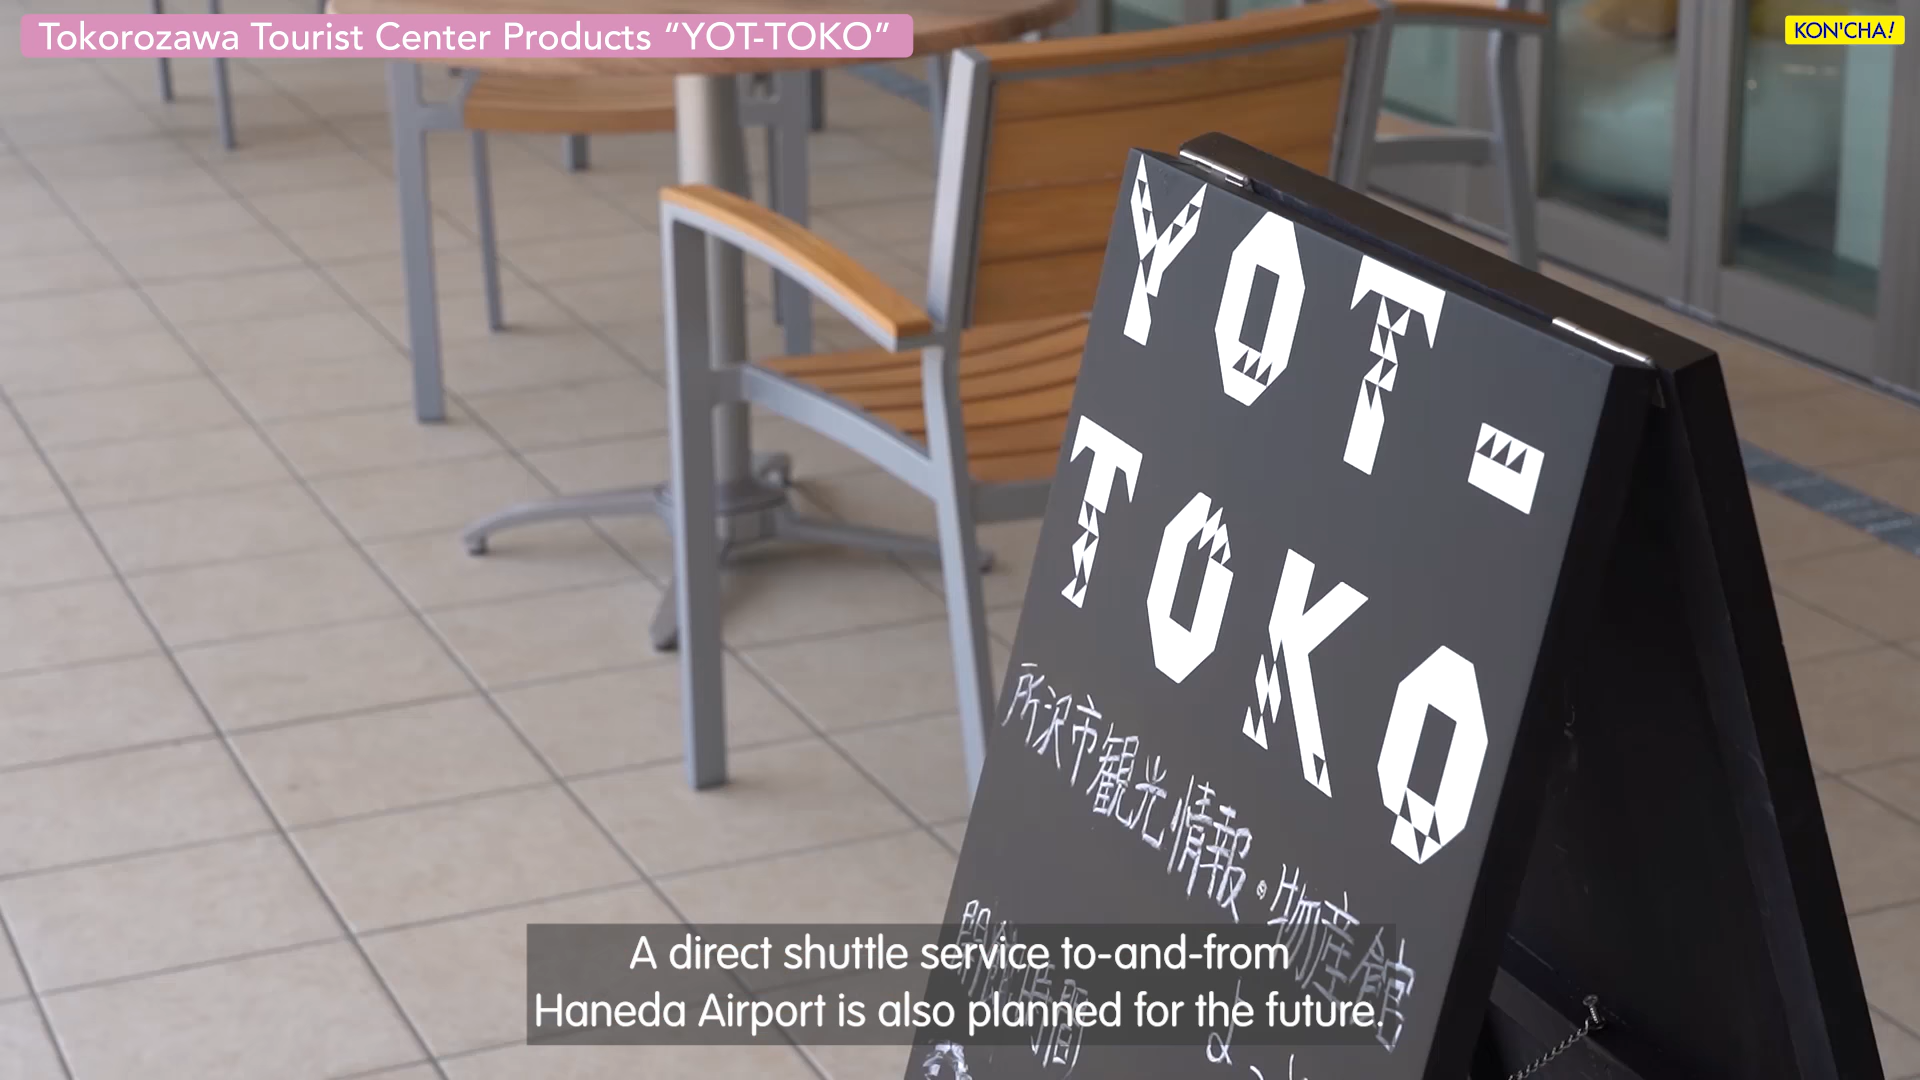 Tokorozawa Tourist Center Products “YOT-TOKO”
KON'CHA!
YOT-
TOKO
所沢市観光情報・物産館
A direct shuttle service to-and-from
Haneda Airport is also planned for the future.